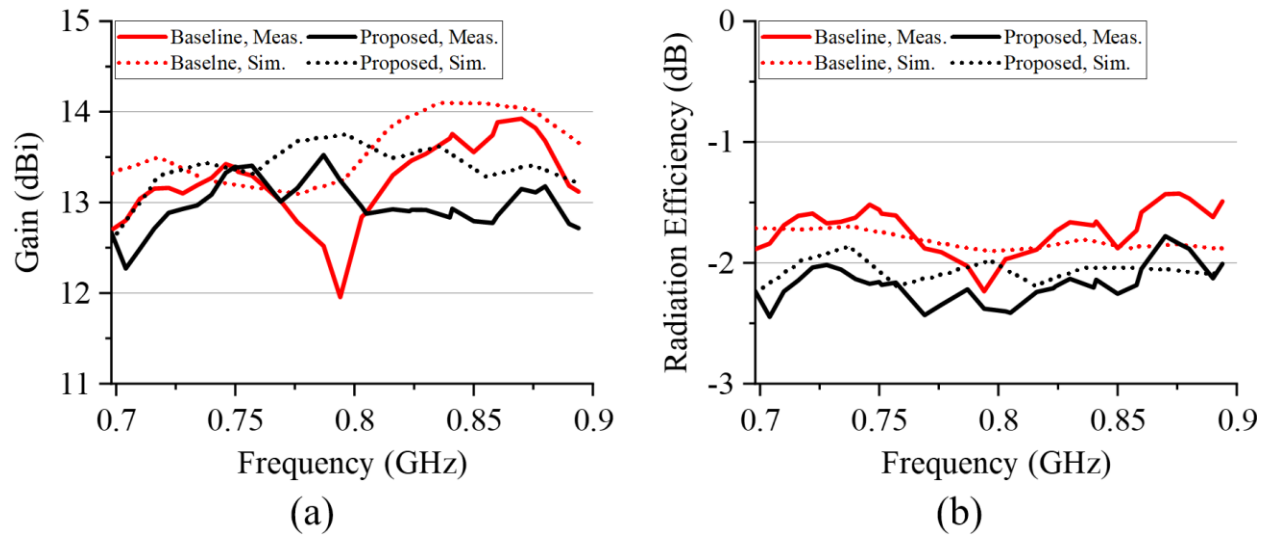 15
14
13
12
11
Gain (dBi)
Baseline, Meas.
Proposed, Meas.
Baselne, Sim.
Proposed, Sim.
0.7
0.75
0.8
0.85
0.9
Frequency (GHz)
(a)
0
-1
-2
-3
Radiation Efficiency (dB)
Baseline, Meas.
Proposed, Meas.
Baselne, Sim.
Proposed, Sim.
0.7
0.75
0.8
0.85
0.9
Frequency (GHz)
(b)